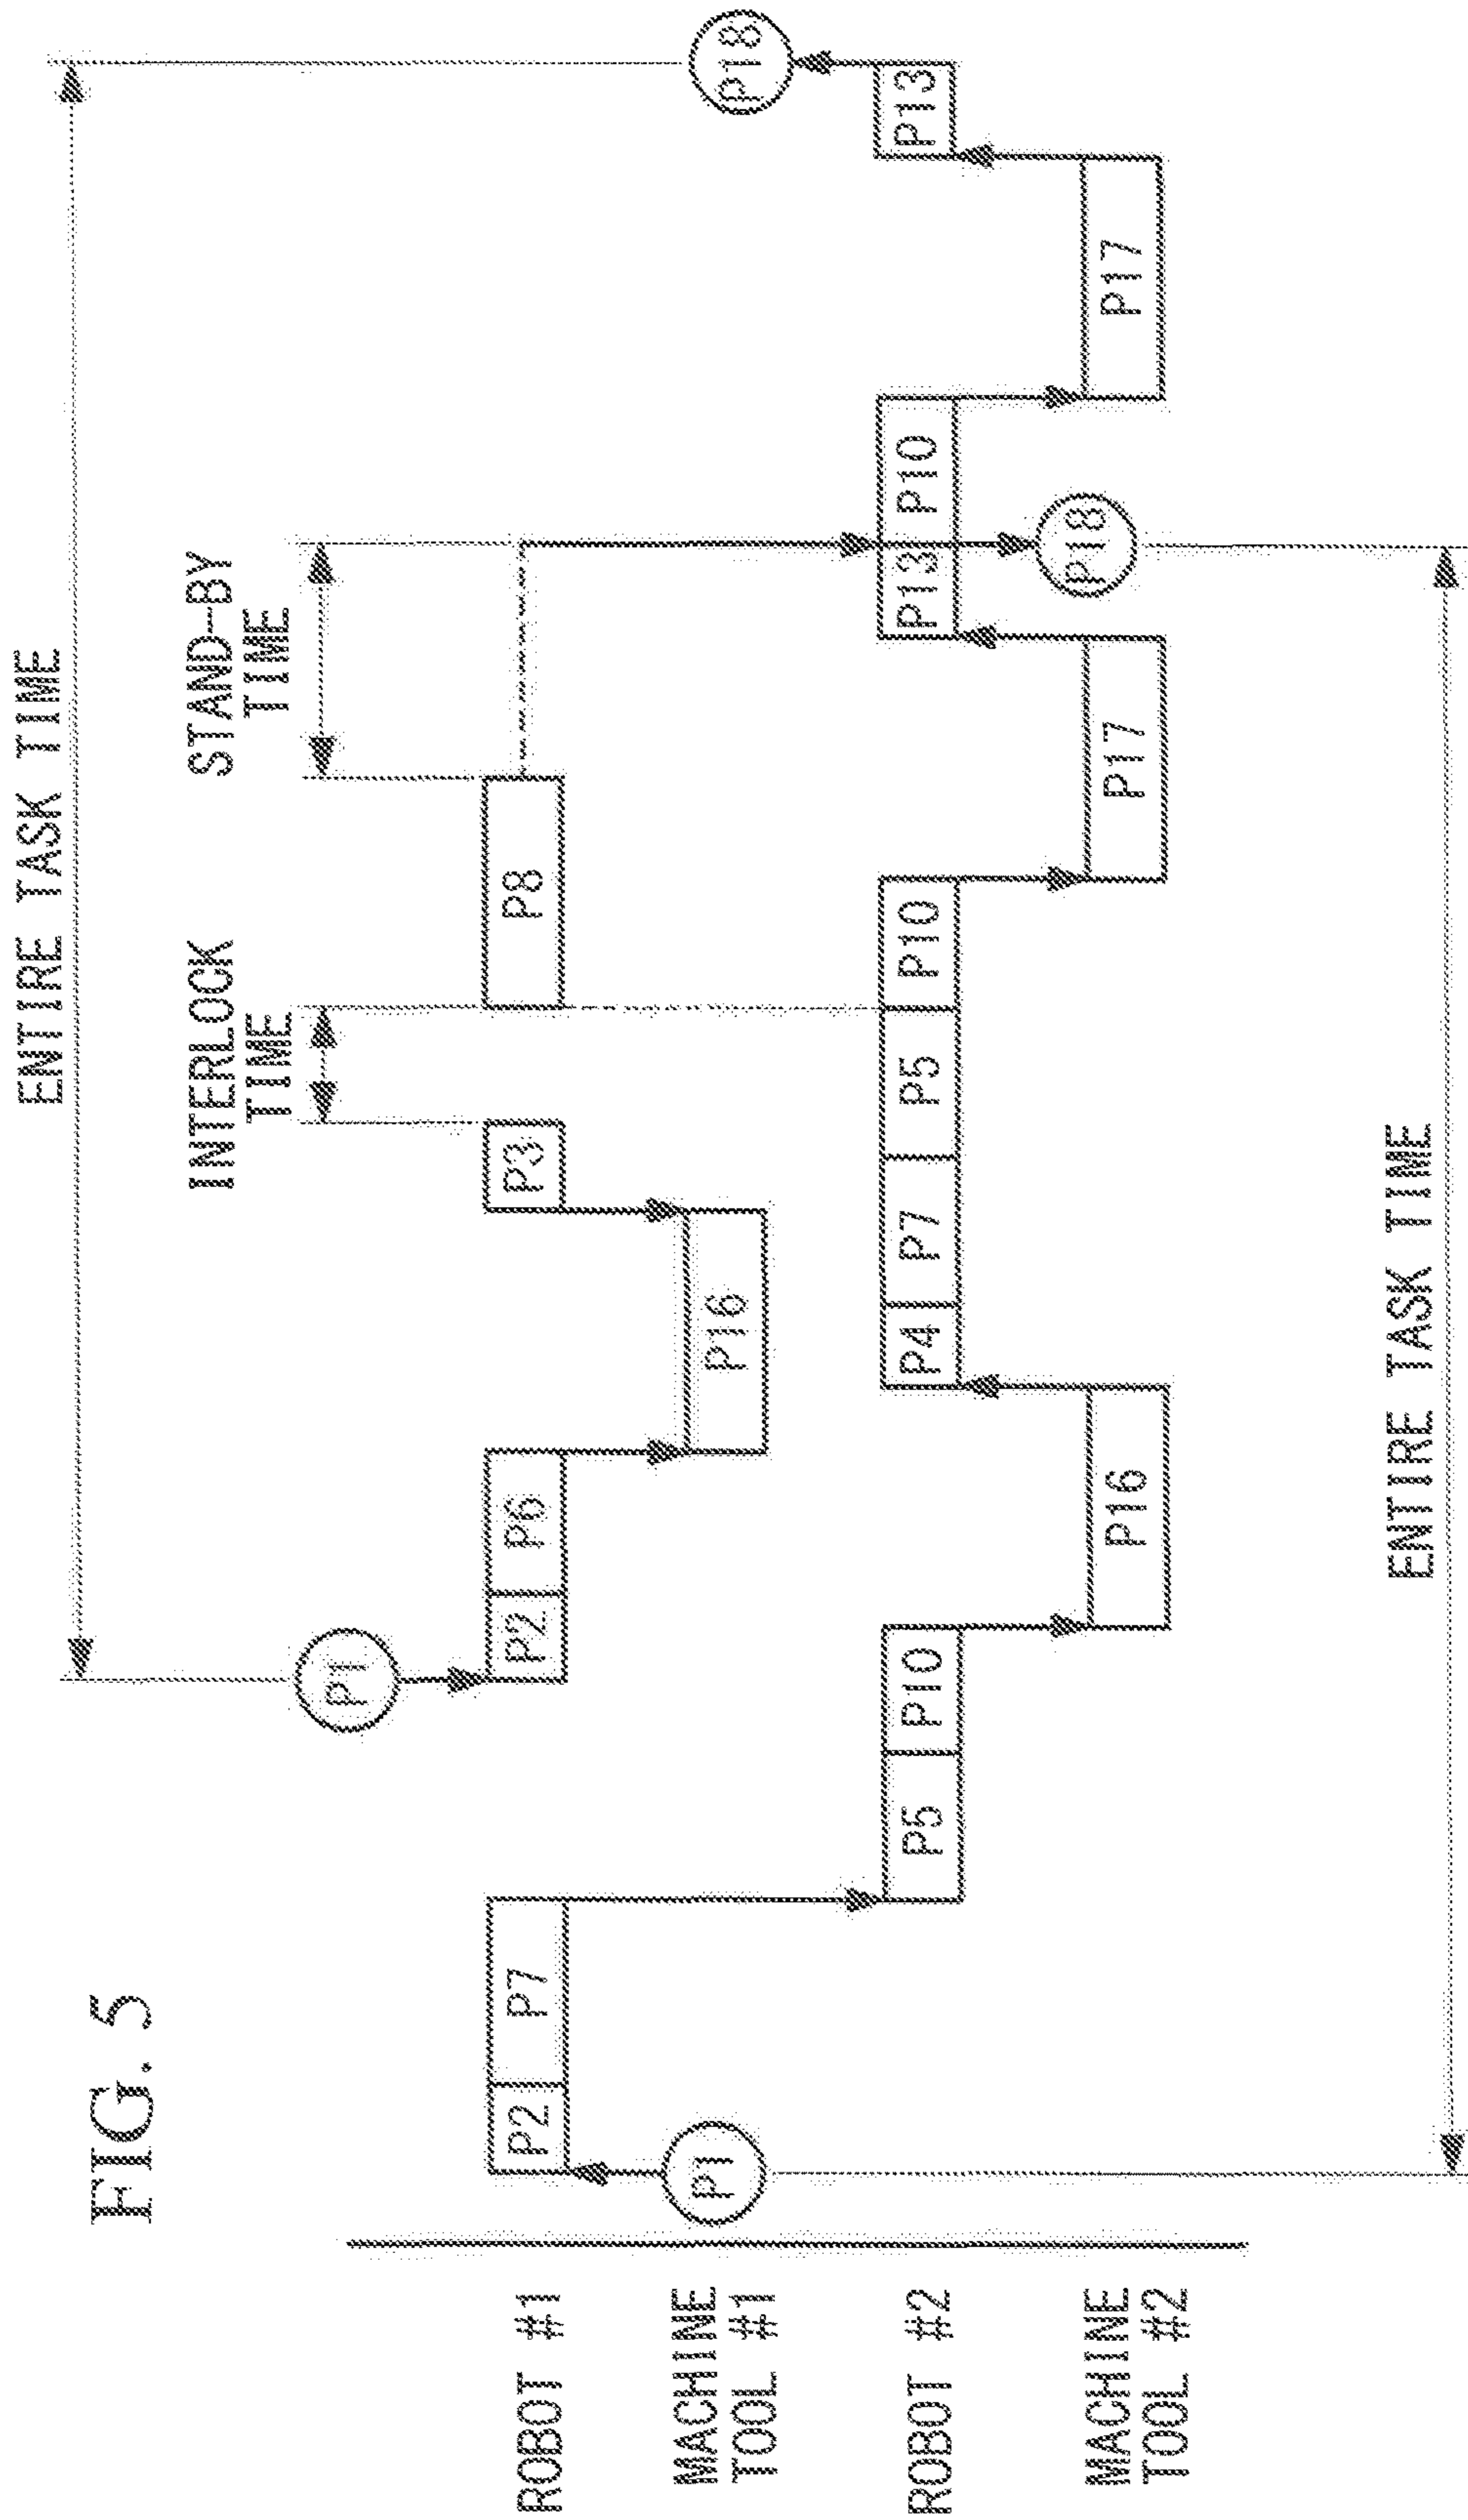 FIG. 5
ENTIRE TASK TIME
INTERLOCK
TIME
STAND-BY
TIME
P1
P18
ROBOT #1
P2
P7
P2
P6
P3
P8
MACHINE
TOOL #1
P1
P16
ROBOT #2
P5
P10
P4
P7
P5
P10
P13
P10
P13
MACHINE
TOOL #2
P16
P17
P18
P17
ENTIRE TASK TIME